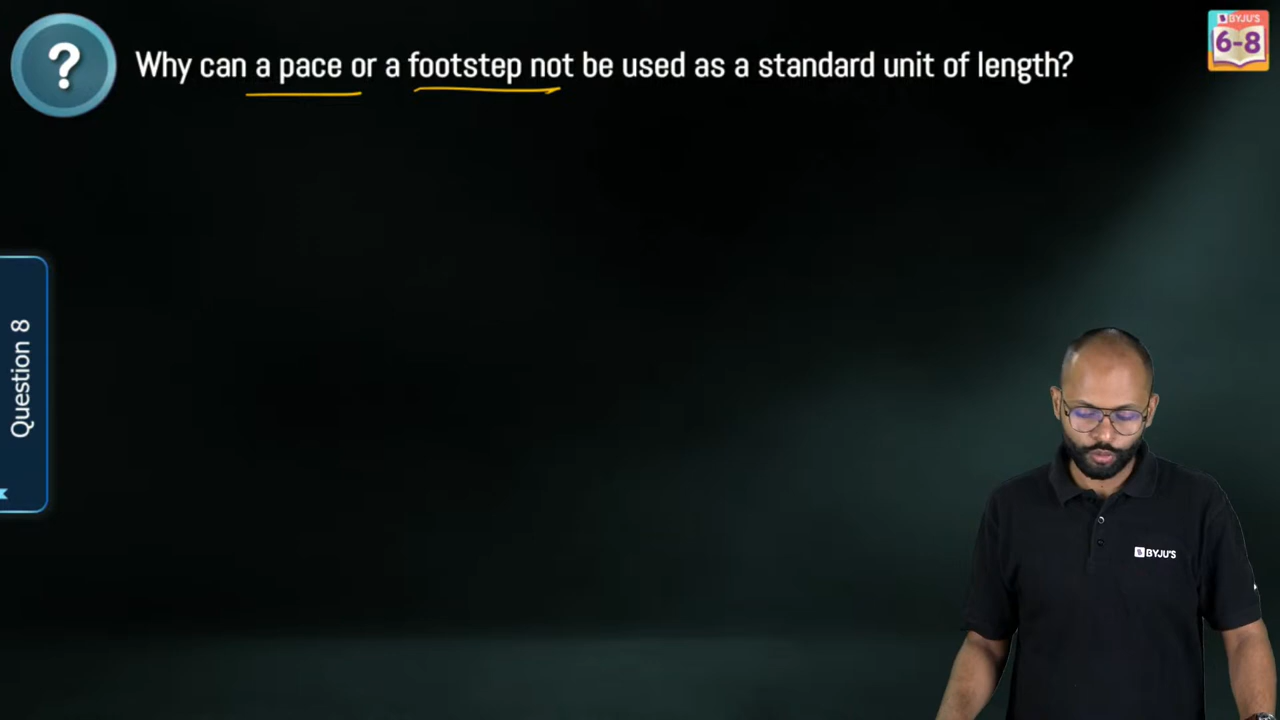 ?
Why can a pace or a footstep not be used as a standard unit of length?
BYJU'S
6-8
Question 8
BYJU'S